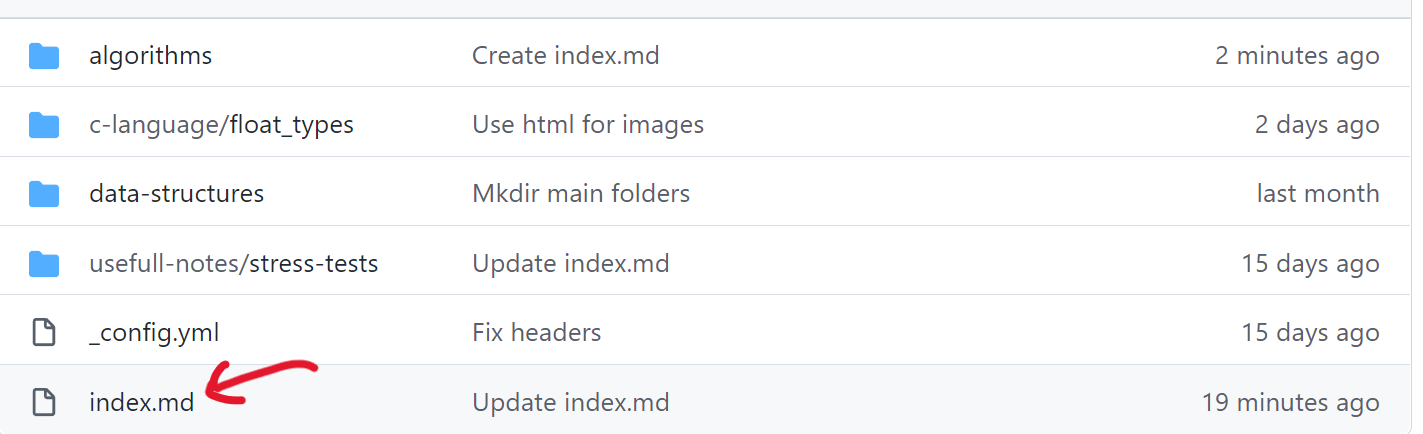 algorithms Create index.md 2 minutes ago
c-language/float_types Use html for images 2 days ago
data-structures Mkdir main folders last month
usefull-notes/stress-tests Update index.md 15 days ago
_config.yml Fix headers 15 days ago
index.md Update index.md 19 minutes ago